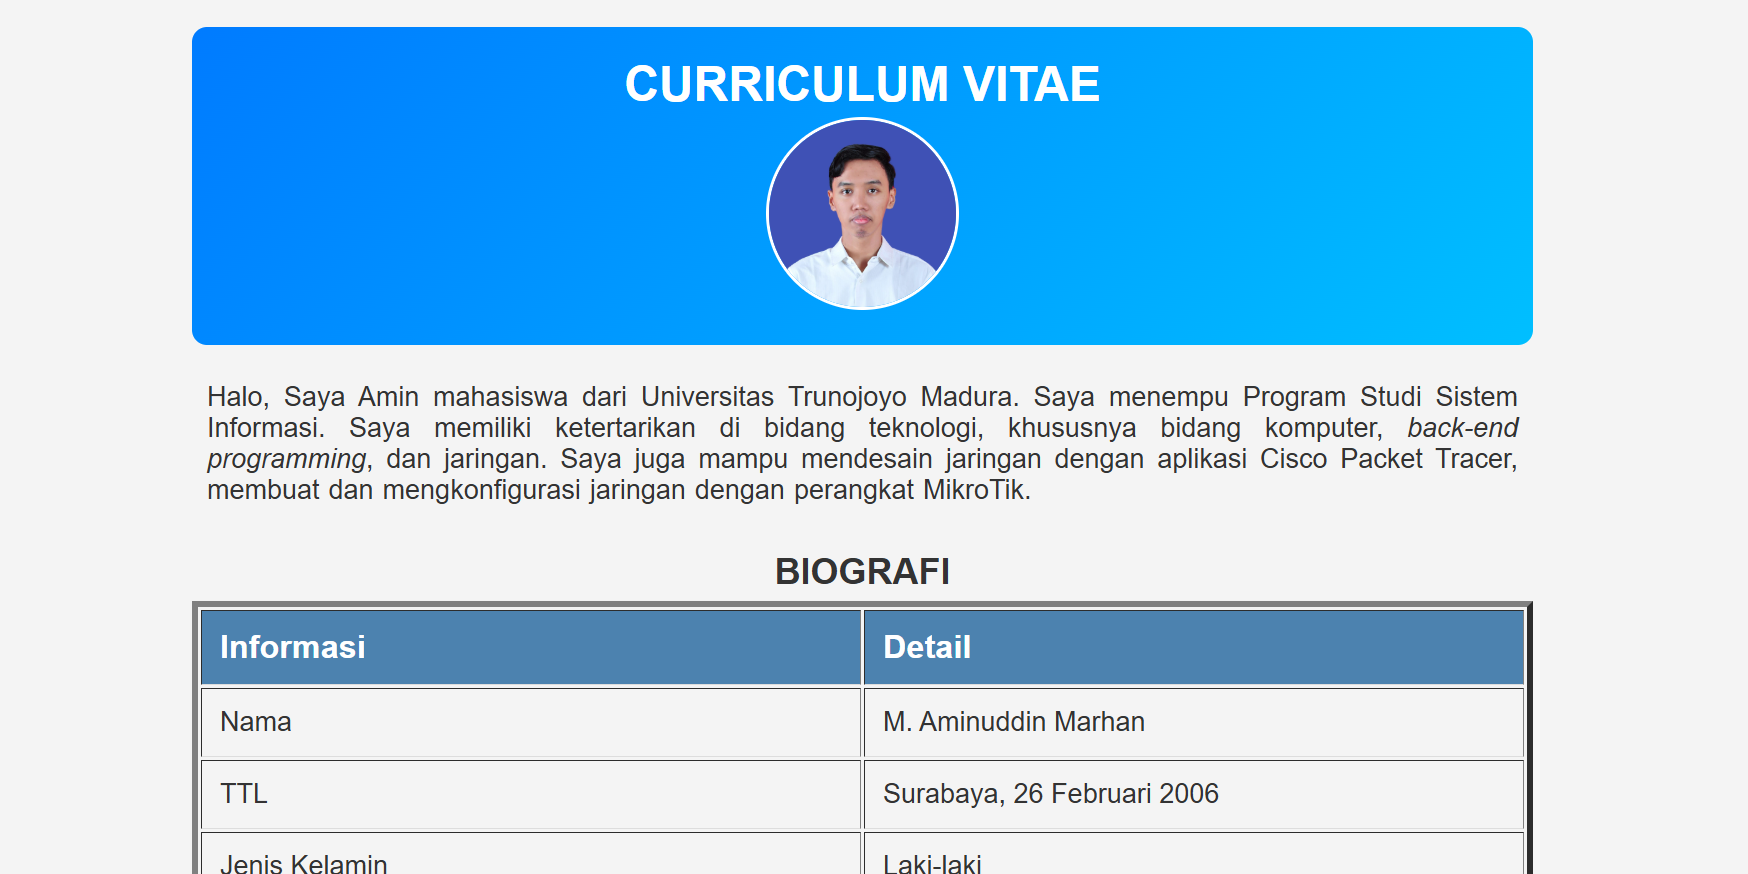 CURRICULUM VITAE
Halo, Saya Amin mahasiswa dari Universitas Trunojoyo Madura. Saya menempu Program Studi Sistem
Informasi. Saya memiliki ketertarikan di bidang teknologi, khususnya bidang komputer, back-end
programming, dan jaringan. Saya juga mampu mendesain jaringan dengan aplikasi Cisco Packet Tracer,
membuat dan mengkonfigurasi jaringan dengan perangkat MikroTik.
BIOGRAFI
Informasi Detail
Nama M. Aminuddin Marhan
TTL Surabaya, 26 Februari 2006
Jenis Kelamin Laki-laki